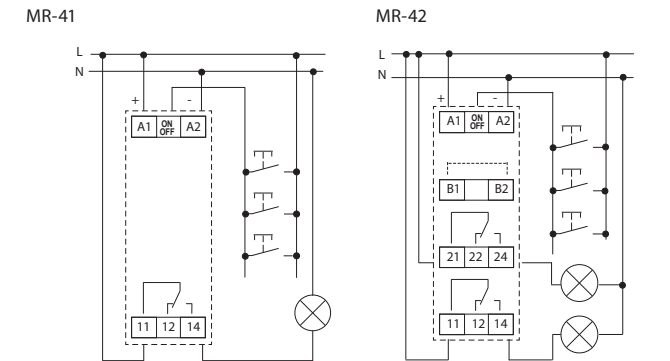 MR-41
L
N
+ -
A1 ON OFF A2
11 12 14
MR-42
L
N
+ -
A1 ON OFF A2
B1 B2
21 22 24
11 12 14